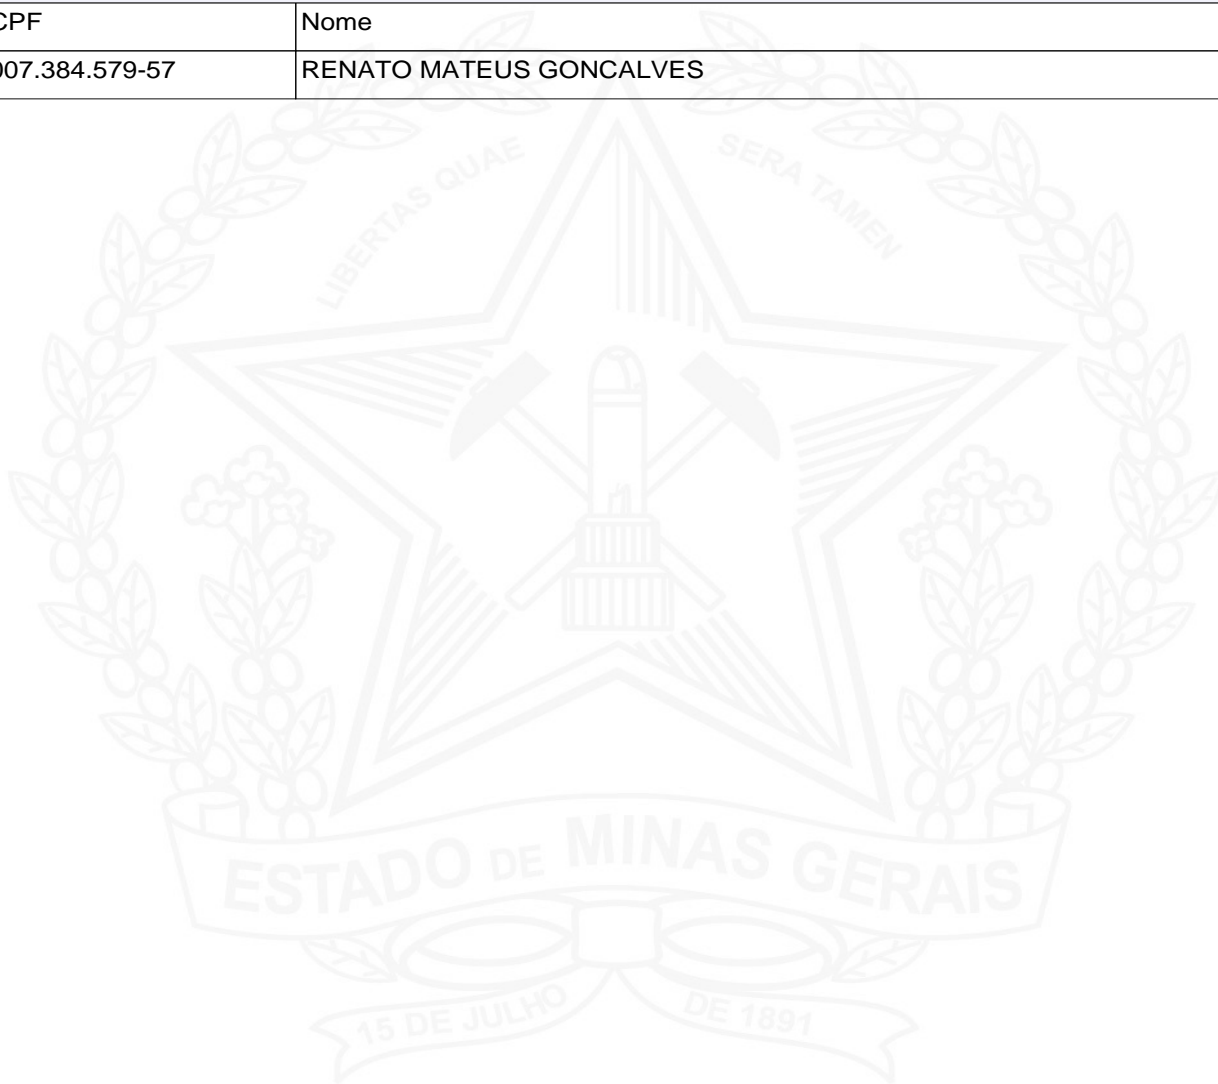 CPF Nome
007.384.579-57 RENATO MATEUS GONCALVES
LIBERTAS QUAE SERA TAMEN
ESTADO DE MINAS GERAIS
15 DE JULHO DE 1891